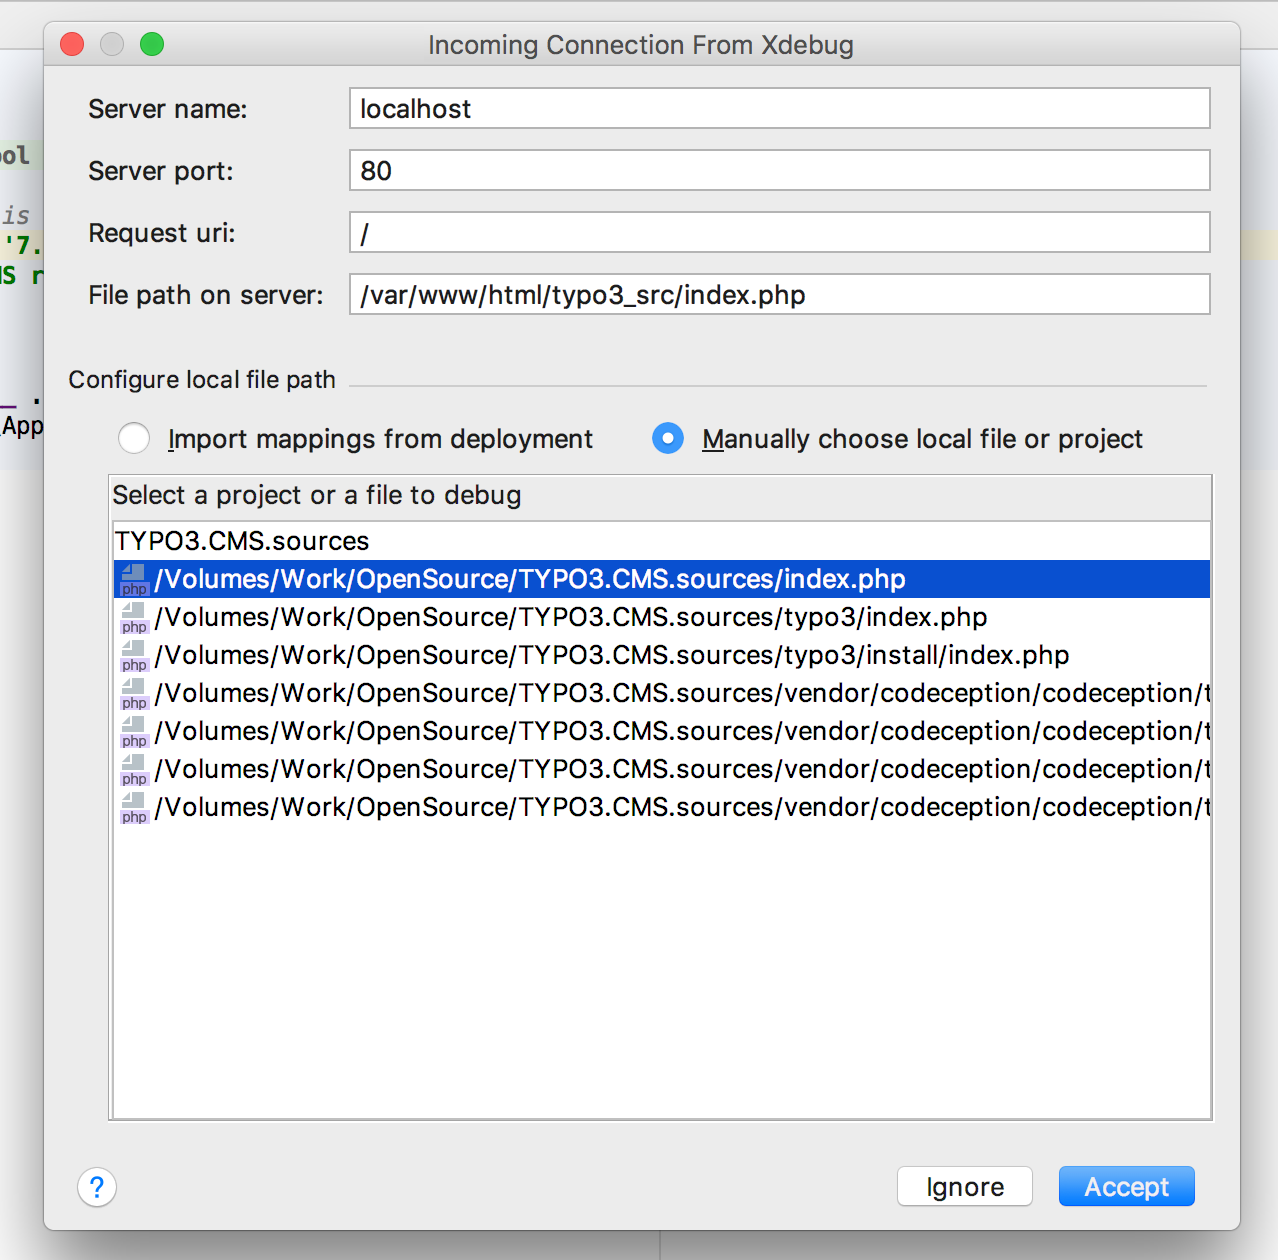 Incoming Connection From Xdebug
Server name: localhost
Server port: 80
Request uri: /
File path on server: /var/www/html/typo3_src/index.php
Configure local file path
Import mappings from deployment Manually choose local file or project
Select a project or a file to debug
TYPO3.CMS.sources
php /Volumes/Work/OpenSource/TYPO3.CMS.sources/index.php
php /Volumes/Work/OpenSource/TYPO3.CMS.sources/typo3/index.php
php /Volumes/Work/OpenSource/TYPO3.CMS.sources/typo3/install/index.php
php /Volumes/Work/OpenSource/TYPO3.CMS.sources/vendor/codeception/codeception/t
php /Volumes/Work/OpenSource/TYPO3.CMS.sources/vendor/codeception/codeception/t
php /Volumes/Work/OpenSource/TYPO3.CMS.sources/vendor/codeception/codeception/t
php /Volumes/Work/OpenSource/TYPO3.CMS.sources/vendor/codeception/codeception/t
? Ignore Accept
ol
is
'7.
MS r
__ .
App